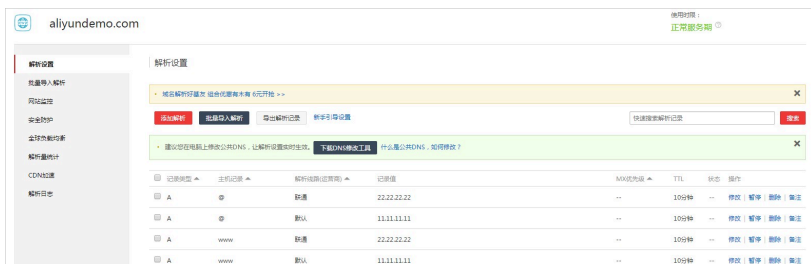 使用时限：
aliyundemo.com
正常服务期
解析设置
批量导入解析
网站监控
安全防护
全球负载均衡
解析量统计
CDN加速
解析日志
解析设置
域名解析好基友 组合优惠有木有 6元开抢 >>
添加解析 批量导入解析 导出解析记录 新手引导设置 快速搜索解析记录 搜索
建议您在电脑上修改公共DNS，让解析设置实时生效。 下载DNS修改工具 什么是公共DNS，如何修改？
记录类型 主机记录 解析线路(运营商) 记录值 MX优先级 TTL 状态 操作
A @ 联通 22.22.22.22 -- 10分钟 -- 修改 | 暂停 | 删除 | 备注
A @ 默认 11.11.11.11 -- 10分钟 -- 修改 | 暂停 | 删除 | 备注
A www 联通 22.22.22.22 -- 10分钟 -- 修改 | 暂停 | 删除 | 备注
A www 默认 11.11.11.11 -- 10分钟 -- 修改 | 暂停 | 删除 | 备注